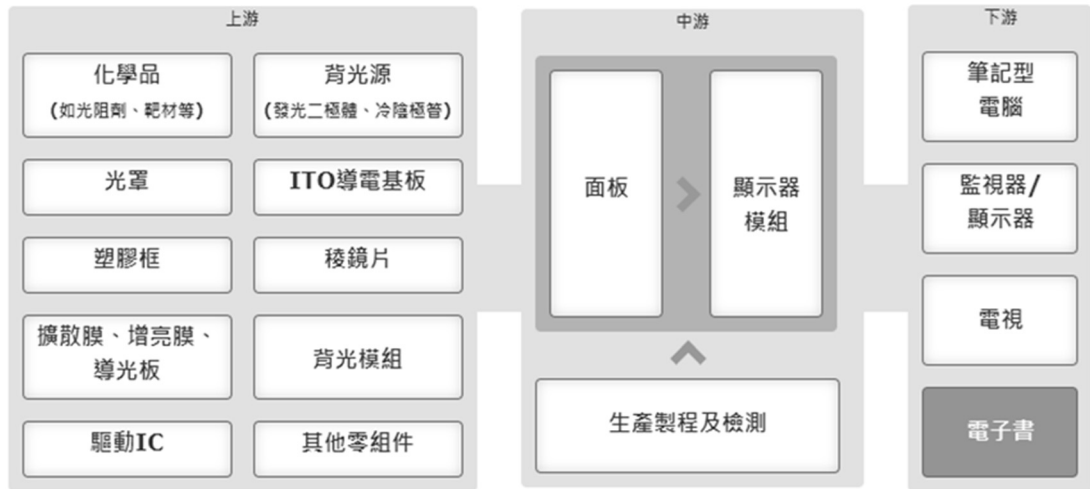 上游
化學品
(如光阻劑、靶材等)
背光源
(發光二極體、冷陰極管)
光罩
ITO導電基板
塑膠框
稜鏡片
擴散膜、增亮膜、
導光板
背光模組
驅動IC
其他零組件
中游
面板
顯示器
模組
生產製程及檢測
下游
筆記型
電腦
監視器/
顯示器
電視
電子書